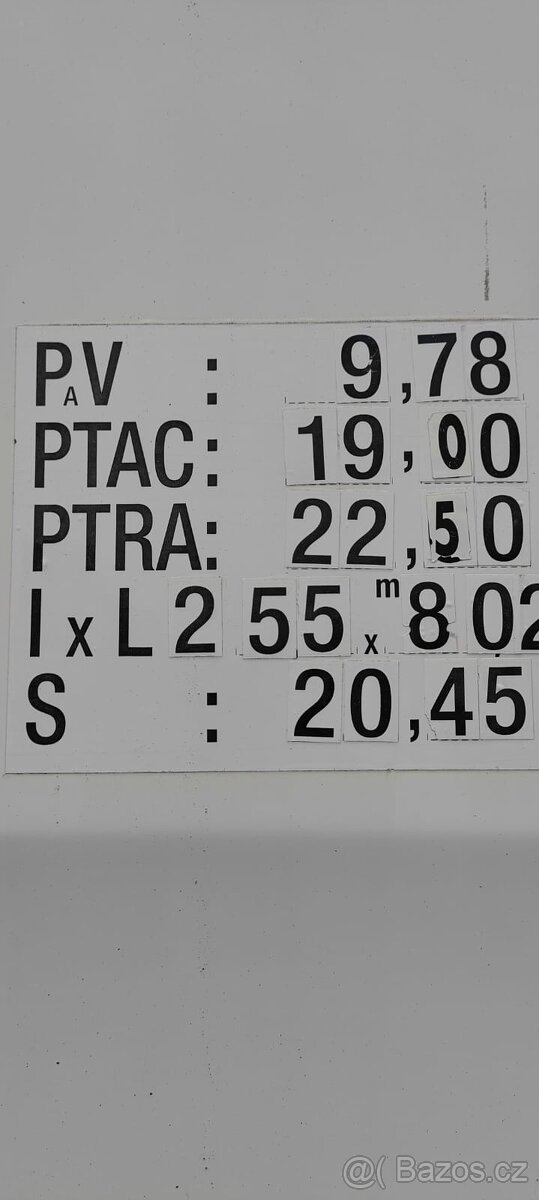 PAV : 9,78
PTAC: 19,00
PTRA: 22,50
I x L 2,55 m x 8,02
S : 20,45
@( Bazos.cz